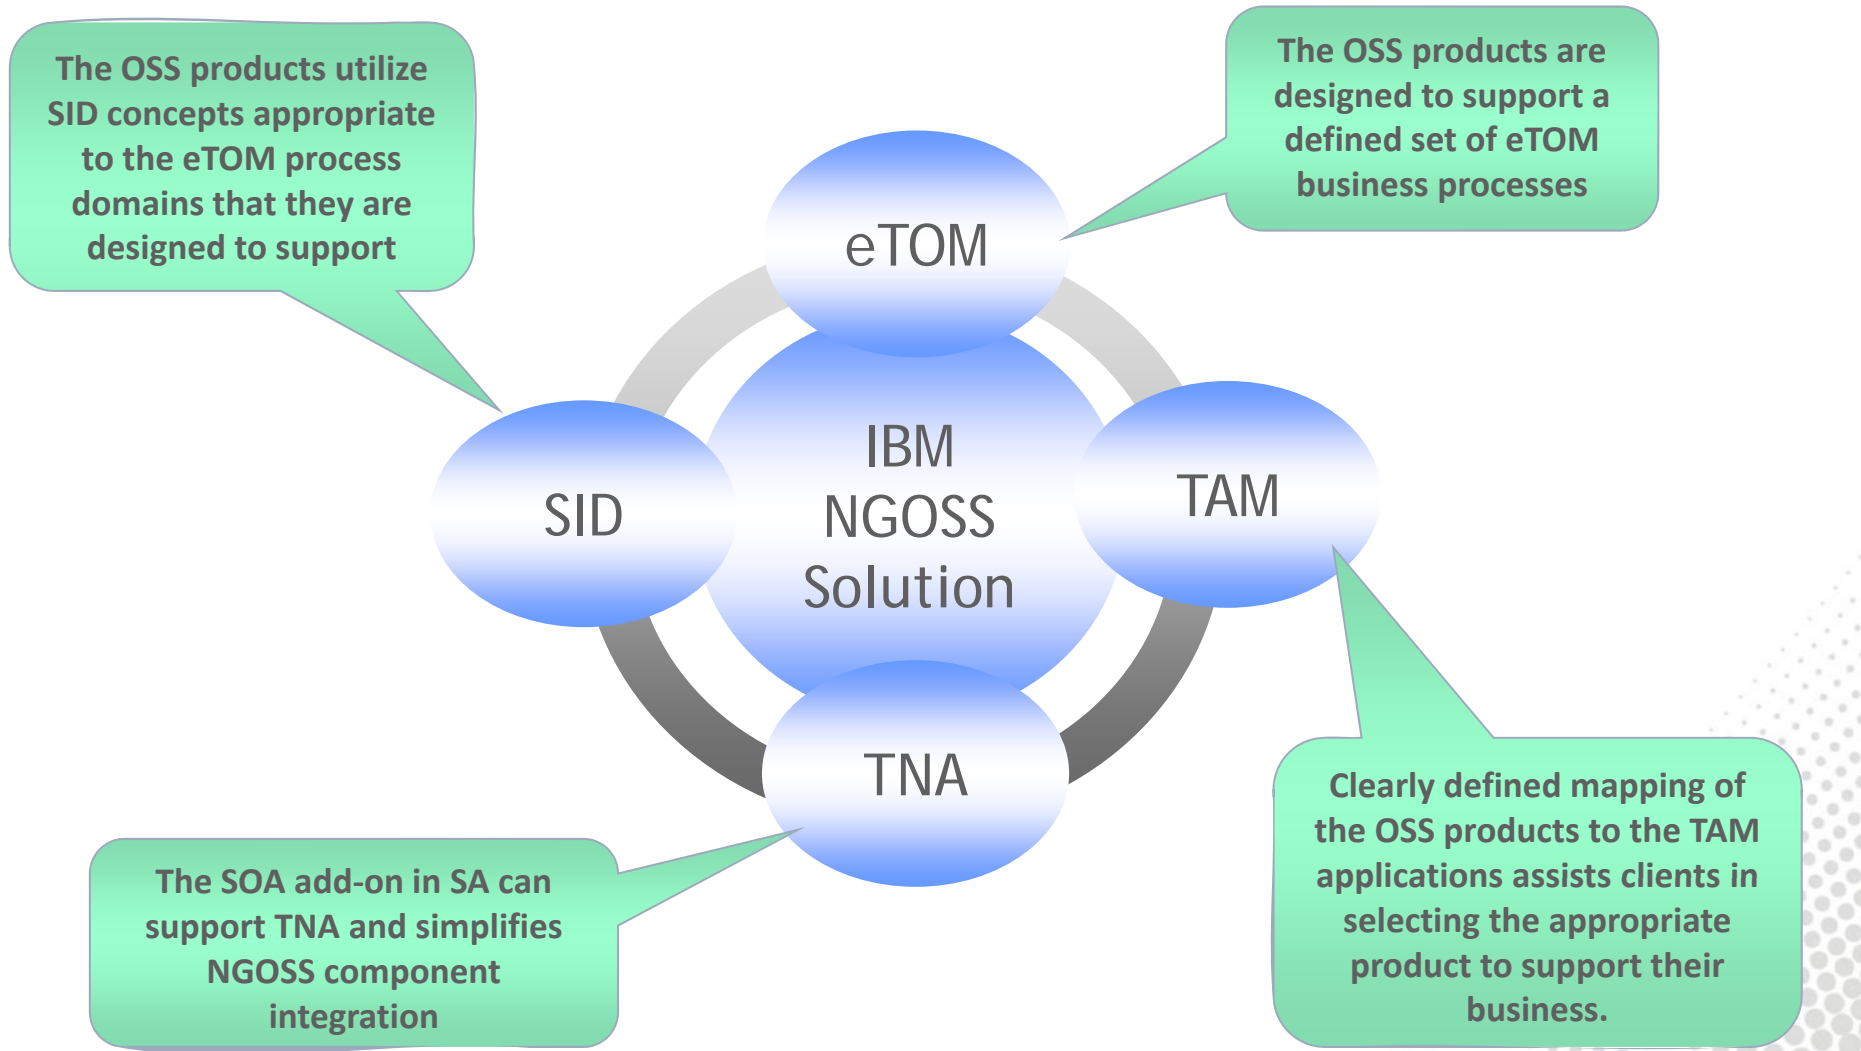 The OSS products utilize
SID concepts appropriate
to the eTOM process
domains that they are
designed to support
The OSS products are
designed to support a
defined set of eTOM
business processes
eTOM
IBM
NGOSS
Solution
SID
TAM
TNA
The SOA add-on in SA can
support TNA and simplifies
NGOSS component
integration
Clearly defined mapping of
the OSS products to the TAM
applications assists clients in
selecting the appropriate
product to support their
business.